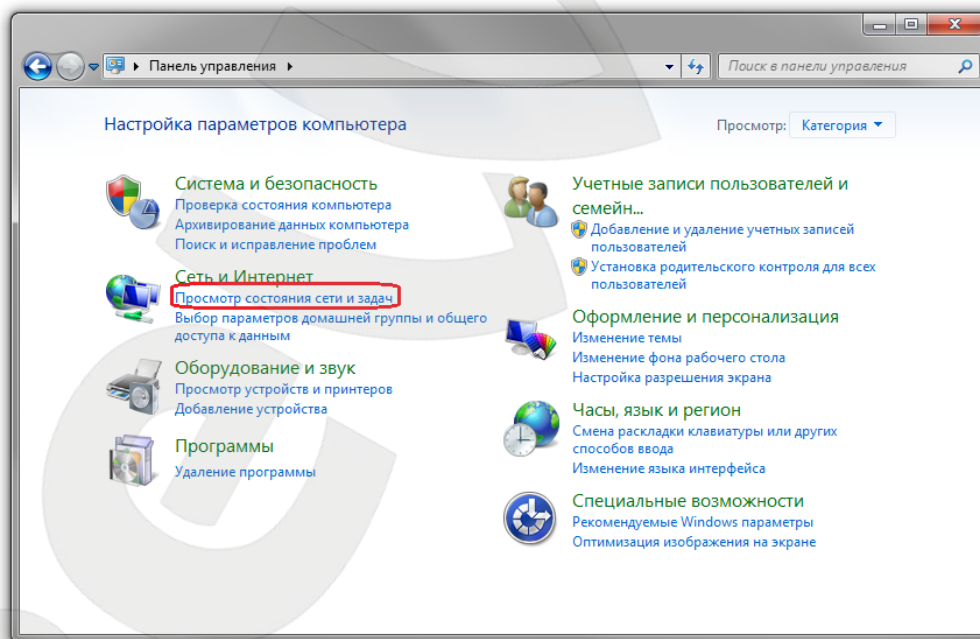 Панель управления
Поиск в панели управления
Настройка параметров компьютера
Просмотр: Категория
Система и безопасность
Проверка состояния компьютера
Архивирование данных компьютера
Поиск и исправление проблем
Сеть и Интернет
Просмотр состояния сети и задач
Выбор параметров домашней группы и общего
доступа к данным
Оборудование и звук
Просмотр устройств и принтеров
Добавление устройства
Программы
Удаление программы
Учетные записи пользователей и
семейн...
Добавление и удаление учетных записей
пользователей
Установка родительского контроля для всех
пользователей
Оформление и персонализация
Изменение темы
Изменение фона рабочего стола
Настройка разрешения экрана
Часы, язык и регион
Смена раскладки клавиатуры или других
способов ввода
Изменение языка интерфейса
Специальные возможности
Рекомендуемые Windows параметры
Оптимизация изображения на экране